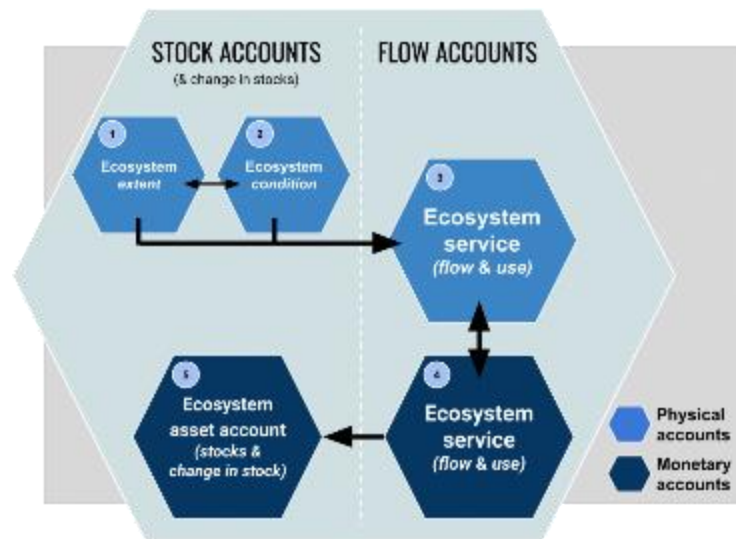 STOCK ACCOUNTS
(& change in stocks)
FLOW ACCOUNTS
1
Ecosystem
extent
2
Ecosystem
condition
3
Ecosystem
service
(flow & use)
5
Ecosystem
asset account
(stocks &
change in stock)
4
Ecosystem
service
(flow & use)
Physical
accounts
Monetary
accounts